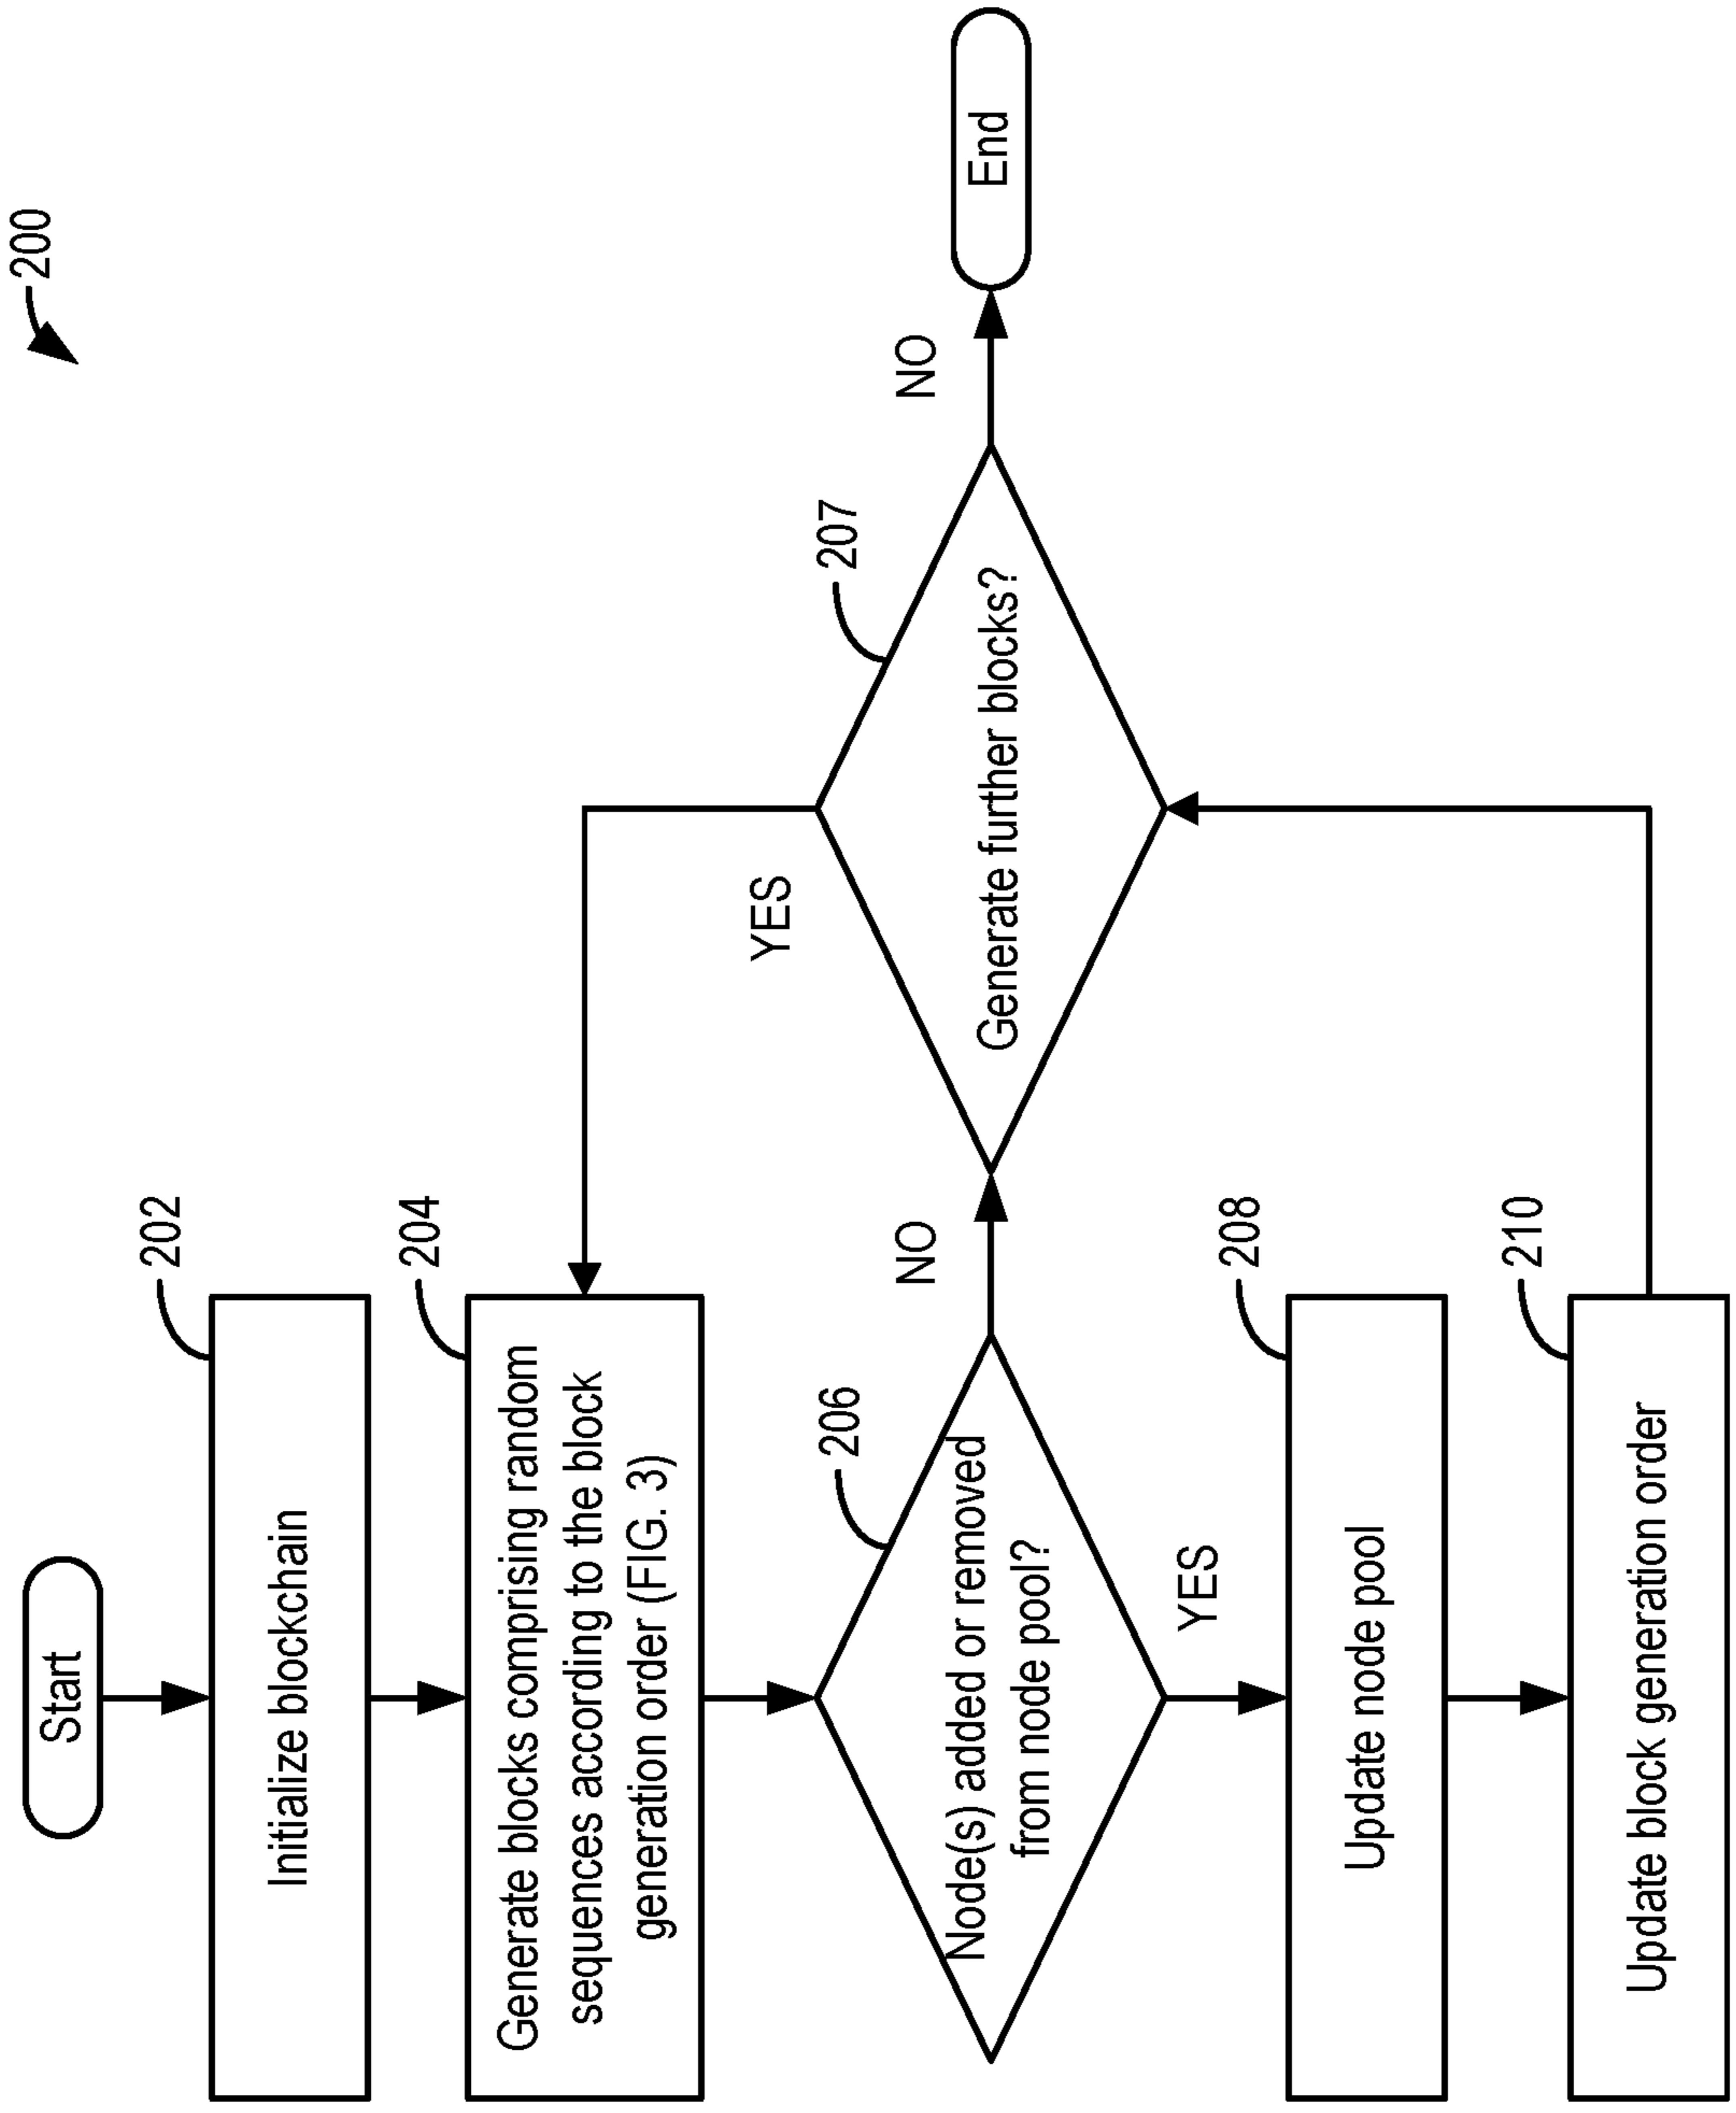 200
Start
202
Initialize blockchain
204
Generate blocks comprising random
sequences according to the block
generation order (FIG. 3)
206
Node(s) added or removed
from node pool?
NO
207
Generate further blocks?
YES
NO
End
YES
208
Update node pool
210
Update block generation order